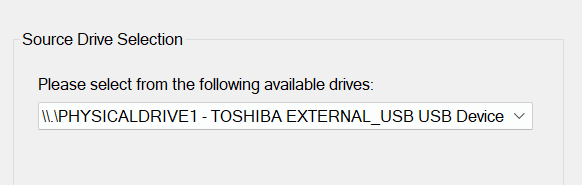 Source Drive Selection
Please select from the following available drives:
\\.\PHYSICALDRIVE1 - TOSHIBA EXTERNAL_USB USB Device